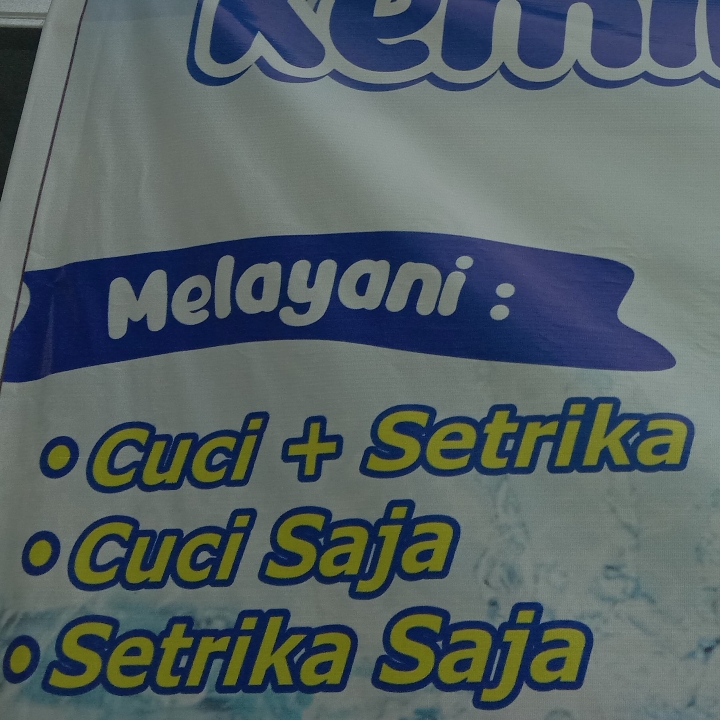 Melayani :
• Cuci + Setrika
• Cuci Saja
• Setrika Saja